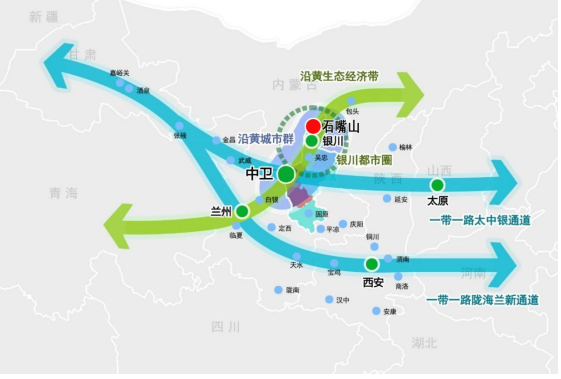 新疆
甘肃
嘉峪关
酒泉
沿黄生态经济带
内蒙古
包头
张掖
金昌
沿黄城市群
石嘴山
银川
榆林
武威
吴忠
银川都市圈
中卫
山西
陕西
青海
白银
延安
太原
兰州
固原
一带一路太中银通道
临夏
定西
平凉
庆阳
铜川
天水
宝鸡
渭南
西安
河南
商洛
陇南
汉中
一带一路陇海兰新通道
安康
四川
湖北